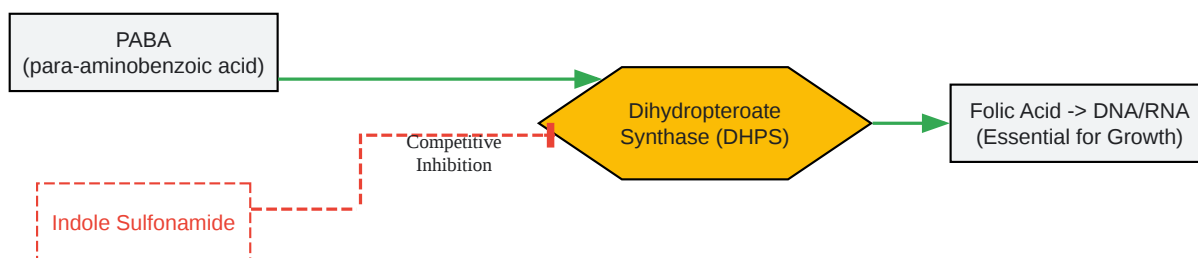 PABA
(para-aminobenzoic acid)
Dihydropteroate
Synthase (DHPS)
Folic Acid -> DNA/RNA
(Essential for Growth)
Competitive
Inhibition
Indole Sulfonamide